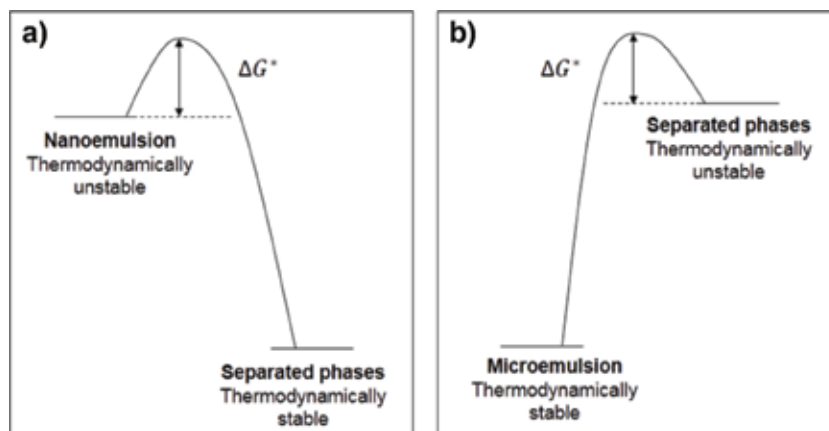 a)
ΔG*
Nanoemulsion
Thermodynamically
unstable
Separated phases
Thermodynamically
stable
b)
ΔG*
Separated phases
Thermodynamically
unstable
Microemulsion
Thermodynamically
stable